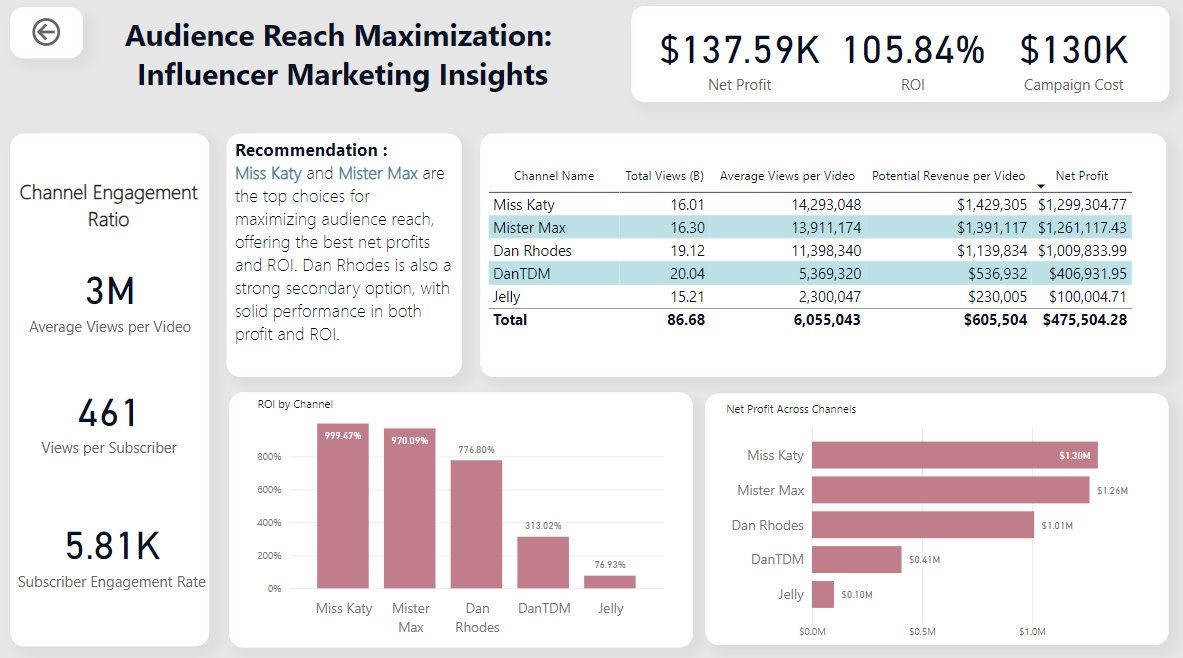 Audience Reach Maximization:
Influencer Marketing Insights
$137.59K
Net Profit
105.84%
ROI
$130K
Campaign Cost
Channel Engagement
Ratio
3M
Average Views per Video
461
Views per Subscriber
5.81K
Subscriber Engagement Rate
Recommendation :
Miss Katy and Mister Max are
the top choices for
maximizing audience reach,
offering the best net profits
and ROI. Dan Rhodes is also a
strong secondary option, with
solid performance in both
profit and ROI.
Channel Name Total Views (B) Average Views per Video Potential Revenue per Video Net Profit
Miss Katy 16.01 14,293,048 $1,429,305 $1,299,304.77
Mister Max 16.30 13,911,174 $1,391,117 $1,261,117.43
Dan Rhodes 19.12 11,398,340 $1,139,834 $1,009,833.99
DanTDM 20.04 5,369,320 $536,932 $406,931.95
Jelly 15.21 2,300,047 $230,005 $100,004.71
Total 86.68 6,055,043 $605,504 $475,504.28
ROI by Channel
800%
600%
400%
200%
0%
999.47%
970.09%
776.80%
313.02%
76.93%
Miss Katy
Mister
Max
Dan
Rhodes
DanTDM
Jelly
Net Profit Across Channels
Miss Katy $1.30M
Mister Max $1.26M
Dan Rhodes $1.01M
DanTDM $0.41M
Jelly $0.10M
$0.0M $0.5M $1.0M